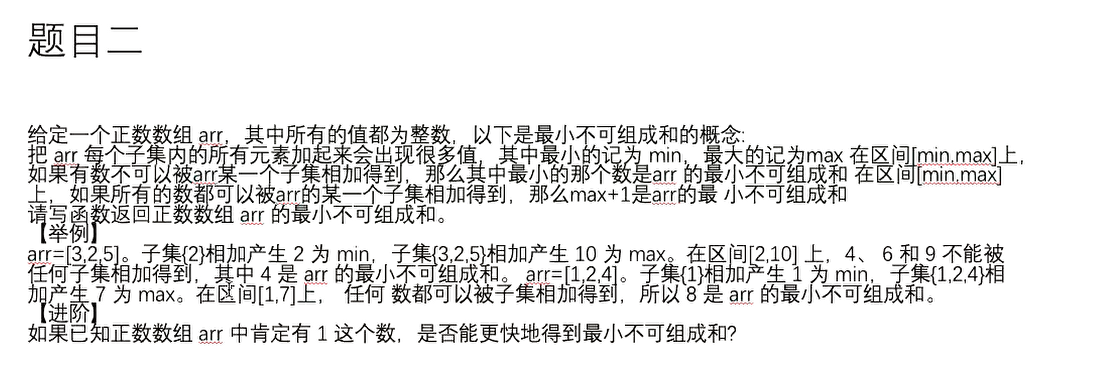 题目二
给定一个正数数组 arr，其中所有的值都为整数，以下是最小不可组成和的概念:
把 arr 每个子集内的所有元素加起来会出现很多值，其中最小的记为 min，最大的记为max 在区间[min,max]上，
如果有数不可以被arr某一个子集相加得到，那么其中最小的那个数是arr 的最小不可组成和 在区间[min,max]
上，如果所有的数都可以被arr的某一个子集相加得到，那么max+1是arr的最 小不可组成和
请写函数返回正数数组 arr 的最小不可组成和。
【举例】
arr=[3,2,5]。子集{2}相加产生 2 为 min，子集{3,2,5}相加产生 10 为 max。在区间[2,10] 上，4、 6 和 9 不能被
任何子集相加得到，其中 4 是 arr 的最小不可组成和。 arr=[1,2,4]。子集{1}相加产生 1 为 min，子集{1,2,4}相
加产生 7 为 max。在区间[1,7]上， 任何 数都可以被子集相加得到，所以 8 是 arr 的最小不可组成和。
【进阶】
如果已知正数数组 arr 中肯定有 1 这个数，是否能更快地得到最小不可组成和?